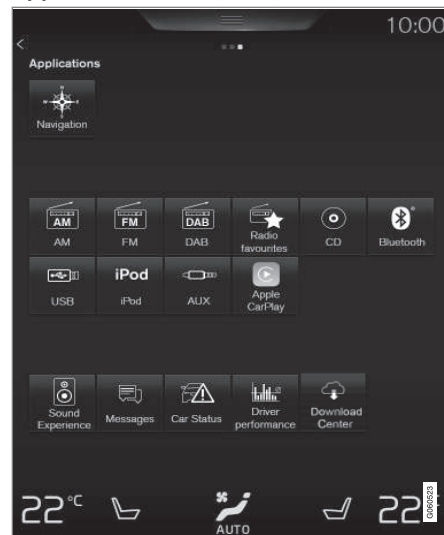 10:00
Applications
Navigation
AM FM DAB
AM FM DAB Radio favourites CD Bluetooth
iPod
USB iPod AUX Apple CarPlay
Sound Experience Messages Car Status Driver performance Download Center
22°C AUTO 22°
G060523